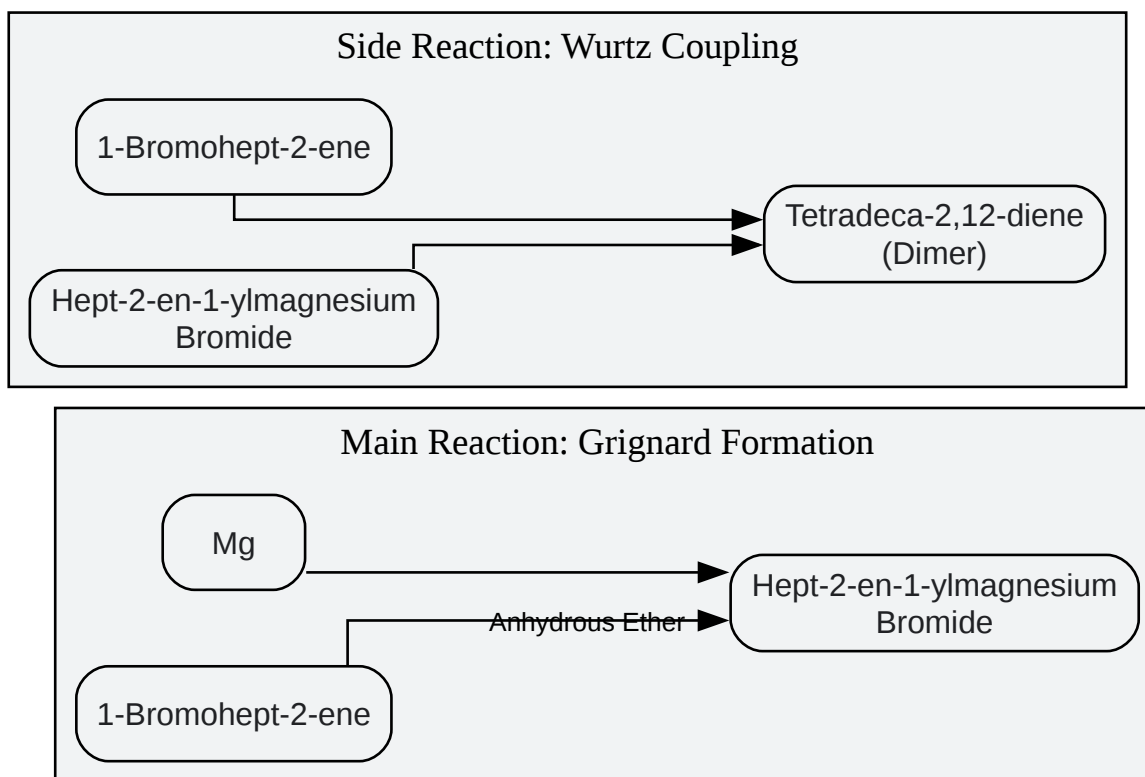 Side Reaction: Wurtz Coupling
1-Bromohept-2-ene
Tetradeca-2,12-diene
(Dimer)
Hept-2-en-1-ylmagnesium
Bromide
Main Reaction: Grignard Formation
Mg
Hept-2-en-1-ylmagnesium
Bromide
Anhydrous Ether
1-Bromohept-2-ene